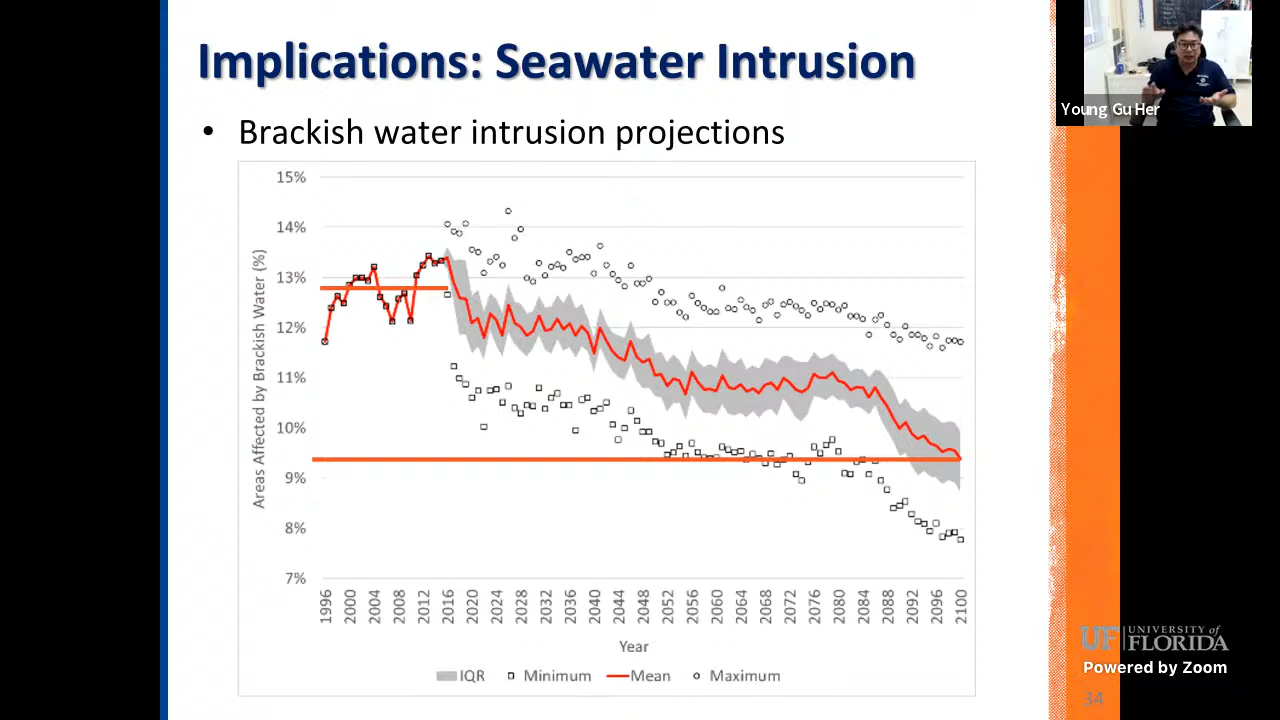 Implications: Seawater Intrusion
Young Gu Her
• Brackish water intrusion projections
Areas Affected by Brackish Water (%)
15%
14%
13%
12%
11%
10%
9%
8%
7%
1996 2000 2004 2008 2012 2016 2020 2024 2028 2032 2036 2040 2044 2048 2052 2056 2060 2064 2068 2072 2076 2080 2084 2088 2092 2096 2100
Year
IQR Minimum Mean Maximum
UF UNIVERSITY of
FLORIDA
Powered by Zoom
34